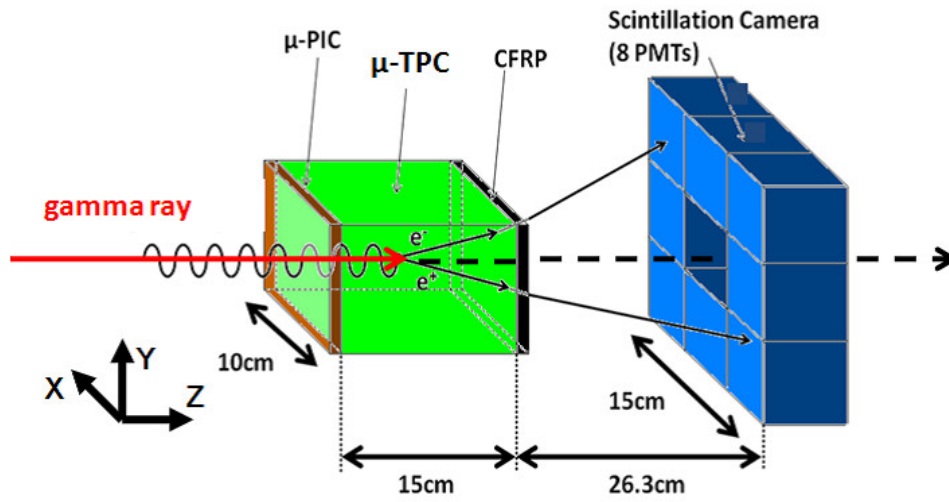 Scintillation Camera
(8 PMTs)
μ-PIC
μ-TPC
CFRP
gamma ray
e-
e+
10cm
X
Y
Z
15cm
15cm
26.3cm